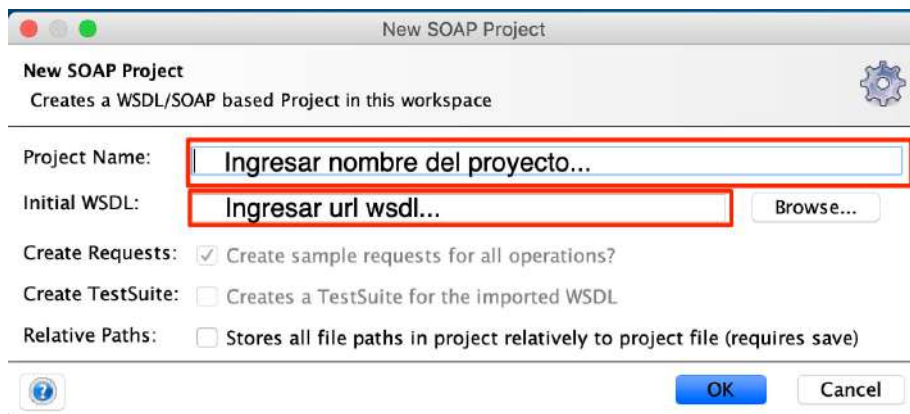 New SOAP Project
New SOAP Project
Creates a WSDL/SOAP based Project in this workspace
Project Name: Ingresar nombre del proyecto...
Initial WSDL: Ingresar url wsdl... Browse...
Create Requests: Create sample requests for all operations?
Create TestSuite: Creates a TestSuite for the imported WSDL
Relative Paths: Stores all file paths in project relatively to project file (requires save)
? OK Cancel